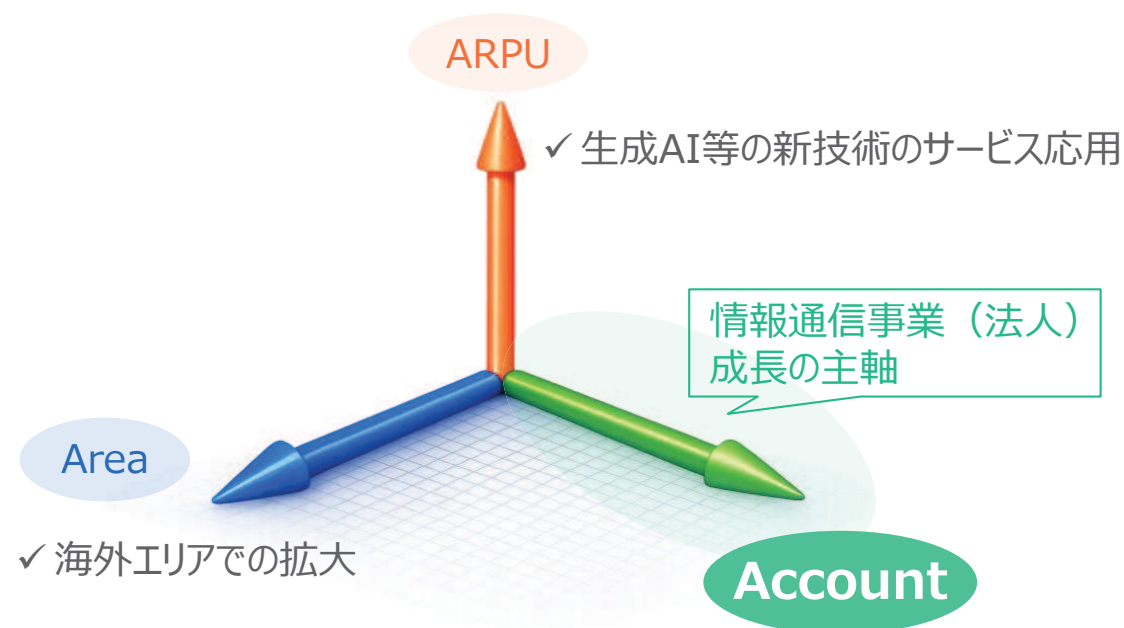 ARPU
✓ 生成AI等の新技術のサービス応用
情報通信事業（法人）
成長の主軸
Area
✓ 海外エリアでの拡大
Account